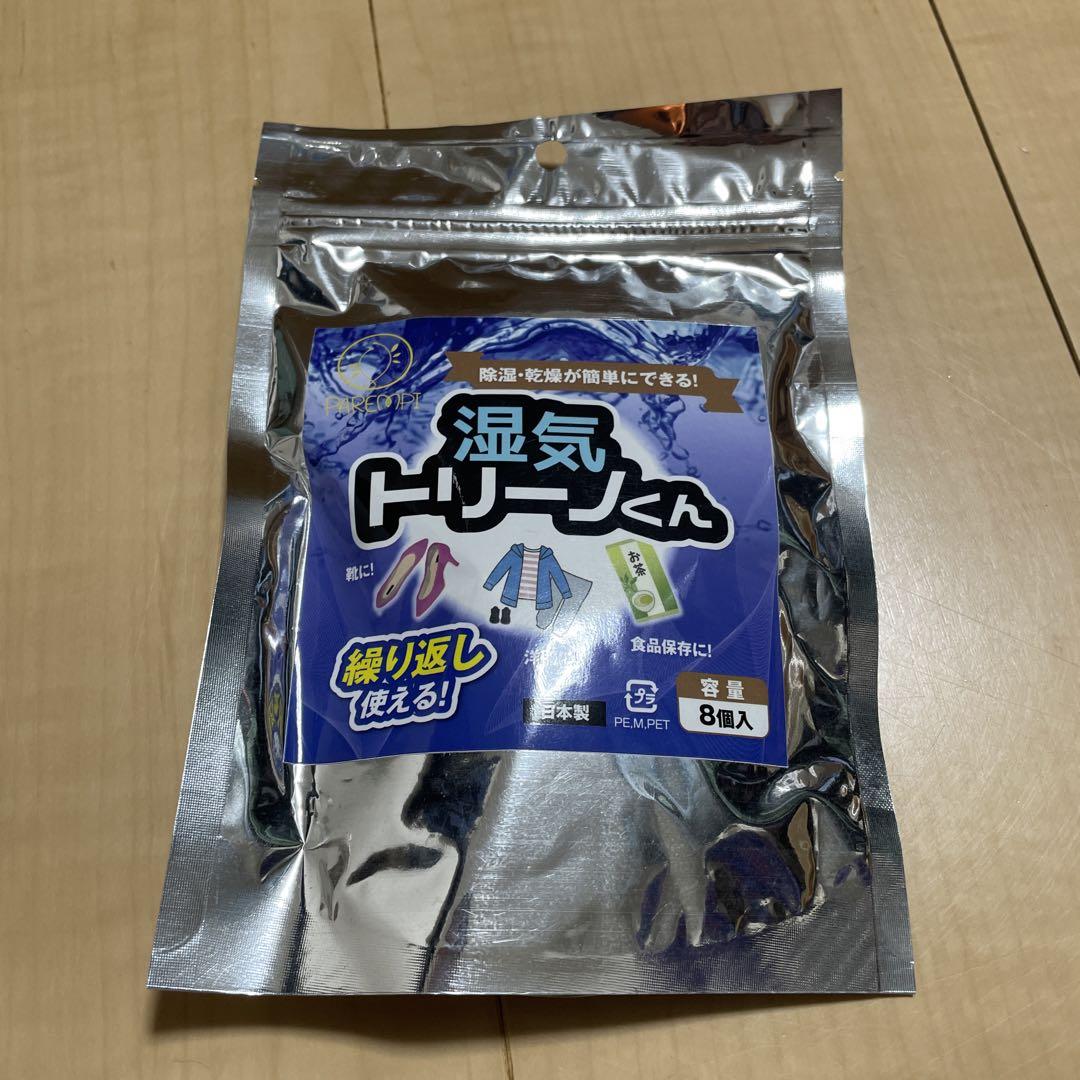 PAREMPI
除湿・乾燥が簡単にできる!
湿気
トリーノくん
靴に!
お茶
食品保存に!
繰り返し
使える!
日本製
プラ
PE,M,PET
容量
8個入